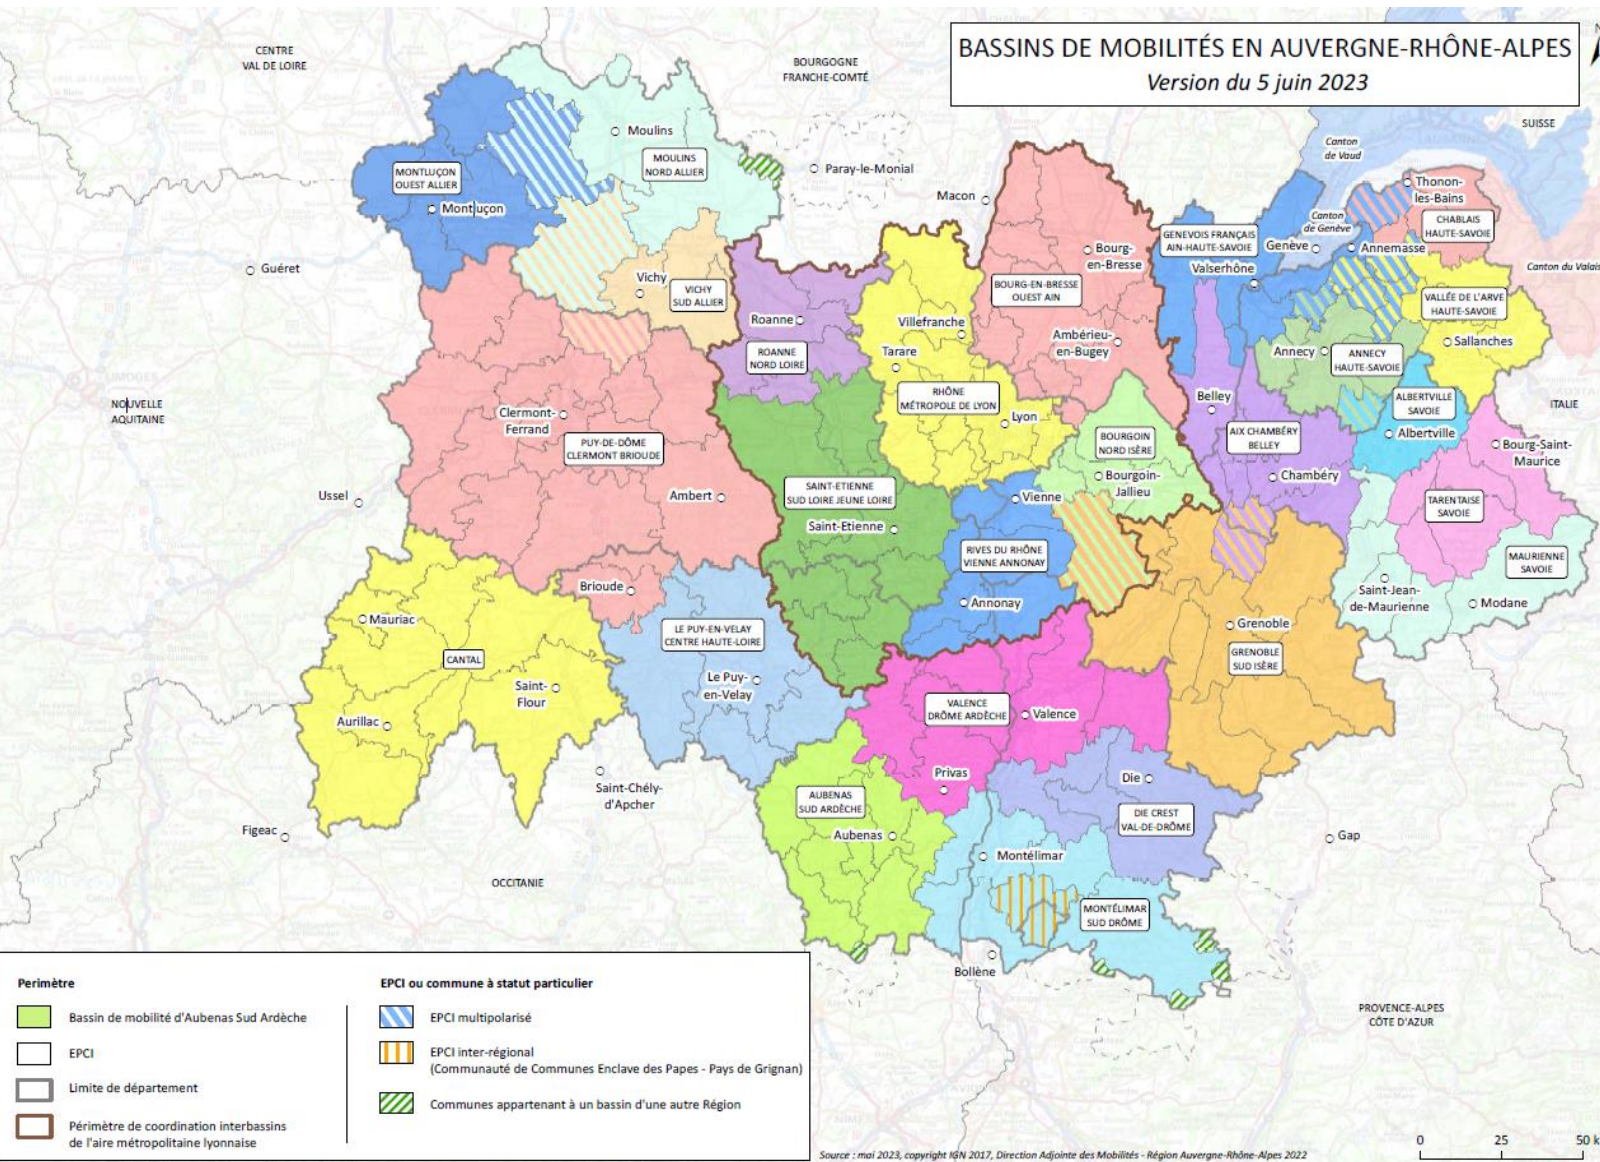 BASSINS DE MOBILITÉS EN AUVERGNE-RHÔNE-ALPES
Version du 5 juin 2023
N
CENTRE
VAL DE LOIRE
BOURGOGNE
FRANCHE-COMTÉ
SUISSE
Canton
de Vaud
Moulins
MOULINS
NORD ALLIER
Paray-le-Monial
MONTLUÇON
OUEST ALLIER
Montluçon
Macon
Thonon-
les-Bains
CHABLAIS
HAUTE-SAVOIE
Canton
de Genève
GENEVOIS FRANÇAIS
AIN-HAUTE-SAVOIE
Genève
Annemasse
Valserhône
Canton du Valais
Guéret
Bourg-
en-Bresse
BOURG-EN-BRESSE
OUEST AIN
Vichy
VICHY
SUD ALLIER
VALLÉE DE L'ARVE
HAUTE-SAVOIE
Sallanches
Roanne
ROANNE
NORD LOIRE
Villefranche
Tarare
Ambérieu-
en-Bugey
Annecy
ANNECY
HAUTE-SAVOIE
LIMOGES
NOUVELLE
AQUITAINE
RHÔNE
MÉTROPOLE DE LYON
Lyon
Belley
ALBERTVILLE
SAVOIE
Albertville
ITALIE
Clermont-
Ferrand
PUY-DE-DÔME
CLERMONT BRIOUDE
BOURGOIN
NORD ISÈRE
Bourgoin-
Jallieu
AIX CHAMBÉRY
BELLEY
Chambéry
Bourg-Saint-
Maurice
TARENTAISE
SAVOIE
Ussel
Ambert
SAINT-ETIENNE
SUD LOIRE JEUNE LOIRE
Saint-Etienne
Vienne
RIVES DU RHÔNE
VIENNE ANNONAY
Annonay
MAURIENNE
SAVOIE
Saint-Jean-
de-Maurienne
Modane
Brioude
Mauriac
CANTAL
LE PUY-EN-VELAY
CENTRE HAUTE-LOIRE
Le Puy-
en-Velay
Grenoble
GRENOBLE
SUD ISÈRE
Saint-
Flour
Aurillac
VALENCE
DRÔME ARDÈCHE
Valence
Privas
Saint-Chély-
d'Apcher
Die
DIE CREST
VAL-DE-DRÔME
AUBENAS
SUD ARDÈCHE
Aubenas
Figeac
Gap
Montélimar
OCCITANIE
MONTÉLIMAR
SUD DRÔME
Bollène
PROVENCE-ALPES
CÔTE D'AZUR
Perimètre
Bassin de mobilité d'Aubenas Sud Ardèche
EPCI
Limite de département
Périmètre de coordination interbassins
de l'aire métropolitaine lyonnaise
EPCI ou commune à statut particulier
EPCI multipolarisé
EPCI inter-régional
(Communauté de Communes Enclave des Papes - Pays de Grignan)
Communes appartenant à un bassin d'une autre Région
0 25 50 k
Source : mai 2023, copyright IGN 2017, Direction Adjointe des Mobilités - Région Auvergne-Rhône-Alpes 2022